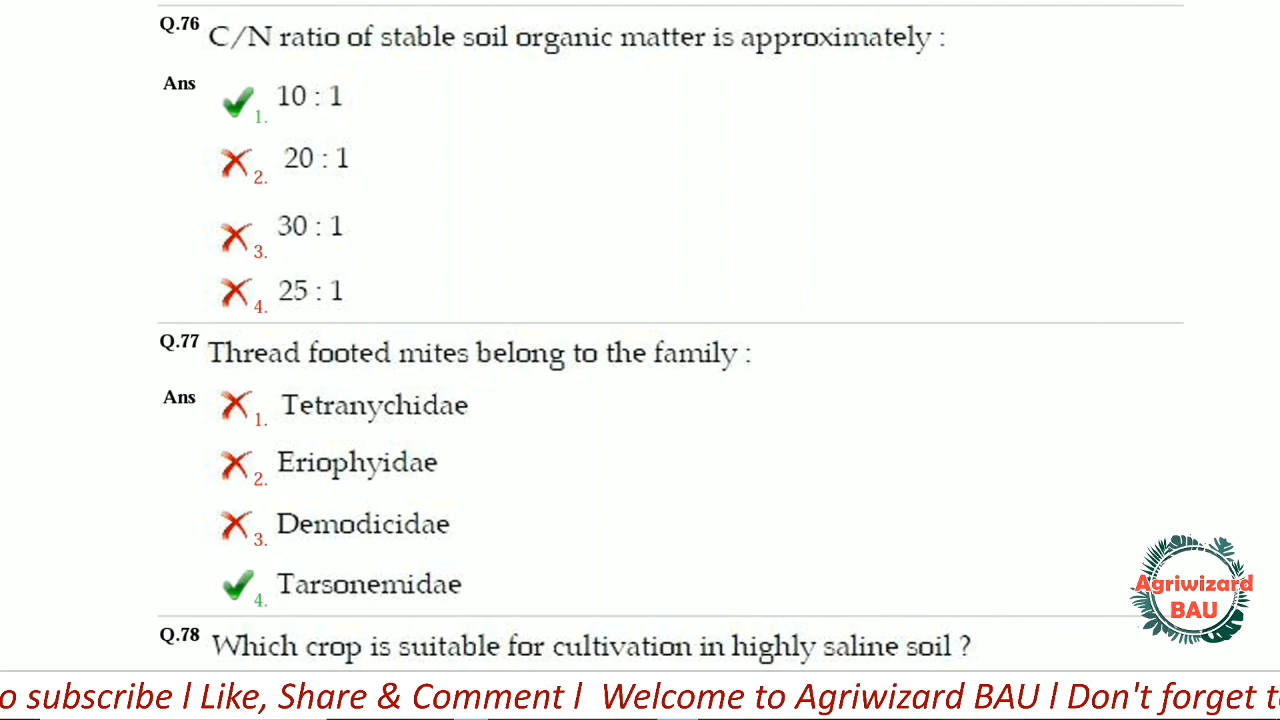 Q.76 C/N ratio of stable soil organic matter is approximately :
Ans
1. 10 : 1
2. 20 : 1
3. 30 : 1
4. 25 : 1
Q.77 Thread footed mites belong to the family :
Ans
1. Tetranychidae
2. Eriophyidae
3. Demodicidae
4. Tarsonemidae
Agriwizard
BAU
Q.78 Which crop is suitable for cultivation in highly saline soil ?
o subscribe l Like, Share & Comment l Welcome to Agriwizard BAU l Don't forget t